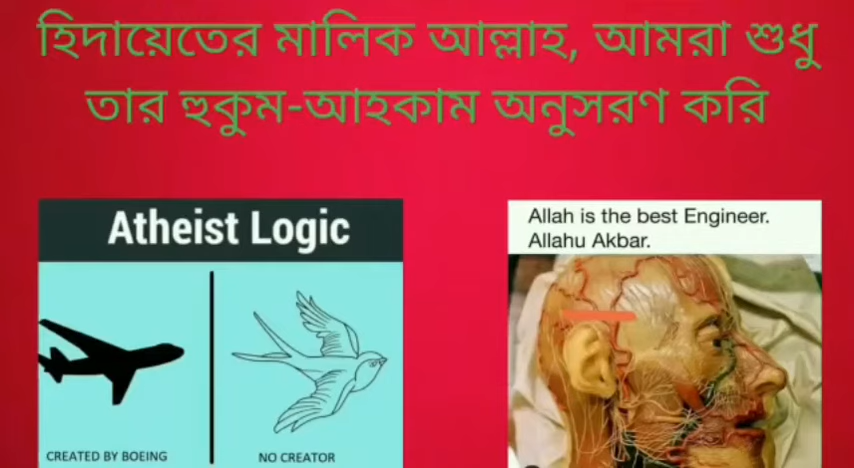 হিদায়েতের মালিক আল্লাহ, আমরা শুধু
তার হুকুম-আহকাম অনুসরণ করি
Atheist Logic
CREATED BY BOEING
NO CREATOR
Allah is the best Engineer.
Allahu Akbar.